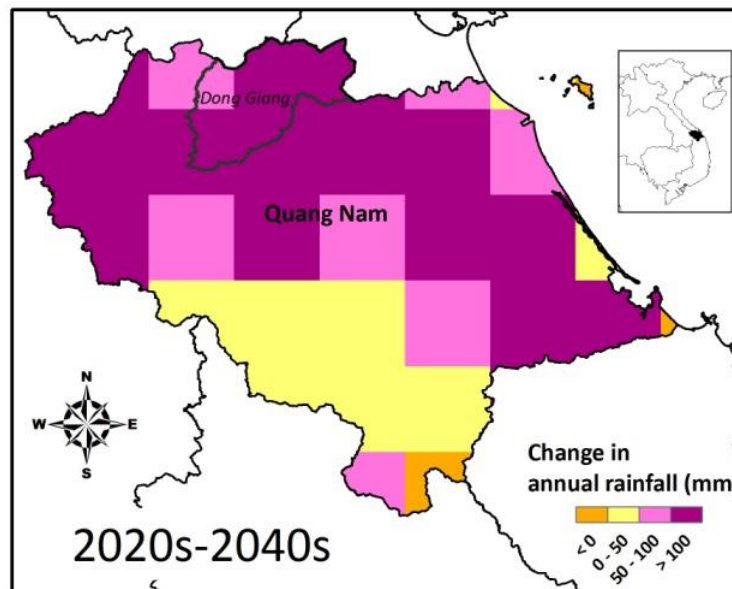 Dong Giang
Quang Nam
N
W E
S
Change in
annual rainfall (mm
< 0
0 - 50
50 - 100
> 100
2020s-2040s